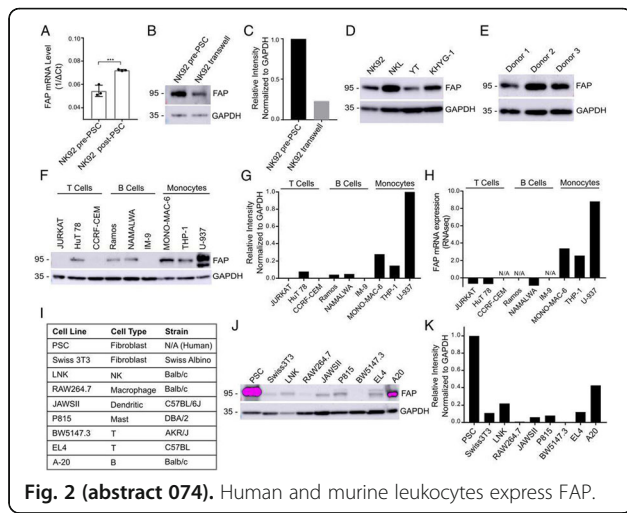 A
FAP mRNA Level
(1/ΔCt)
0.08
0.06
0.04
***
NK92 pre-PSC
NK92 post-PSC
B
NK92 pre-PSC
NK92 transwell
95 -
FAP
35 -
GAPDH
C
Relative Intensity
Normalized to GAPDH
1.0
0.8
0.6
0.4
0.2
0.0
NK92 pre-PSC
NK92 transwell
D
NK92
NKL
YT
KHYG-1
95 -
FAP
35 -
GAPDH
E
Donor 1
Donor 2
Donor 3
95 -
FAP
35 -
GAPDH
F
T Cells
B Cells
Monocytes
JURKAT
HuT 78
CCRF-CEM
Ramos
NAMALWA
IM-9
MONO-MAC-6
THP-1
U-937
95 -
FAP
35 -
GAPDH
G
T Cells
B Cells
Monocytes
Relative Intensity
Normalized to GAPDH
1.0
0.8
0.6
0.4
0.2
0.0
JURKAT
HuT 78
CCRF-CEM
Ramos
NAMALWA
IM-9
MONO-MAC-6
THP-1
U-937
H
T Cells
B Cells
Monocytes
FAP mRNA expression
(RNAseq)
N/A
N/A
N/A
JURKAT
HuT 78
CCRF-CEM
Ramos
NAMALWA
IM-9
MONO-MAC-6
THP-1
U-937
I
Cell Line Cell Type Strain
PSC Fibroblast N/A (Human)
Swiss 3T3 Fibroblast Swiss Albino
LNK NK Balb/c
RAW264.7 Macrophage Balb/c
JAWSII Dendritic C57BL/6J
P815 Mast DBA/2
BW5147.3 T AKR/J
EL4 T C57BL
A-20 B Balb/c
J
PSC
Swiss3T3
LNK
RAW264.7
JAWSII
P815
BW5147.3
EL4
A20
95 -
FAP
35 -
GAPDH
K
Relative Intensity
Normalized to GAPDH
1.0
0.8
0.6
0.4
0.2
0.0
PSC
Swiss3T3
LNK
RAW264.7
JAWSII
P815
BW5147.3
EL4
A20
Fig. 2 (abstract 074). Human and murine leukocytes express FAP.